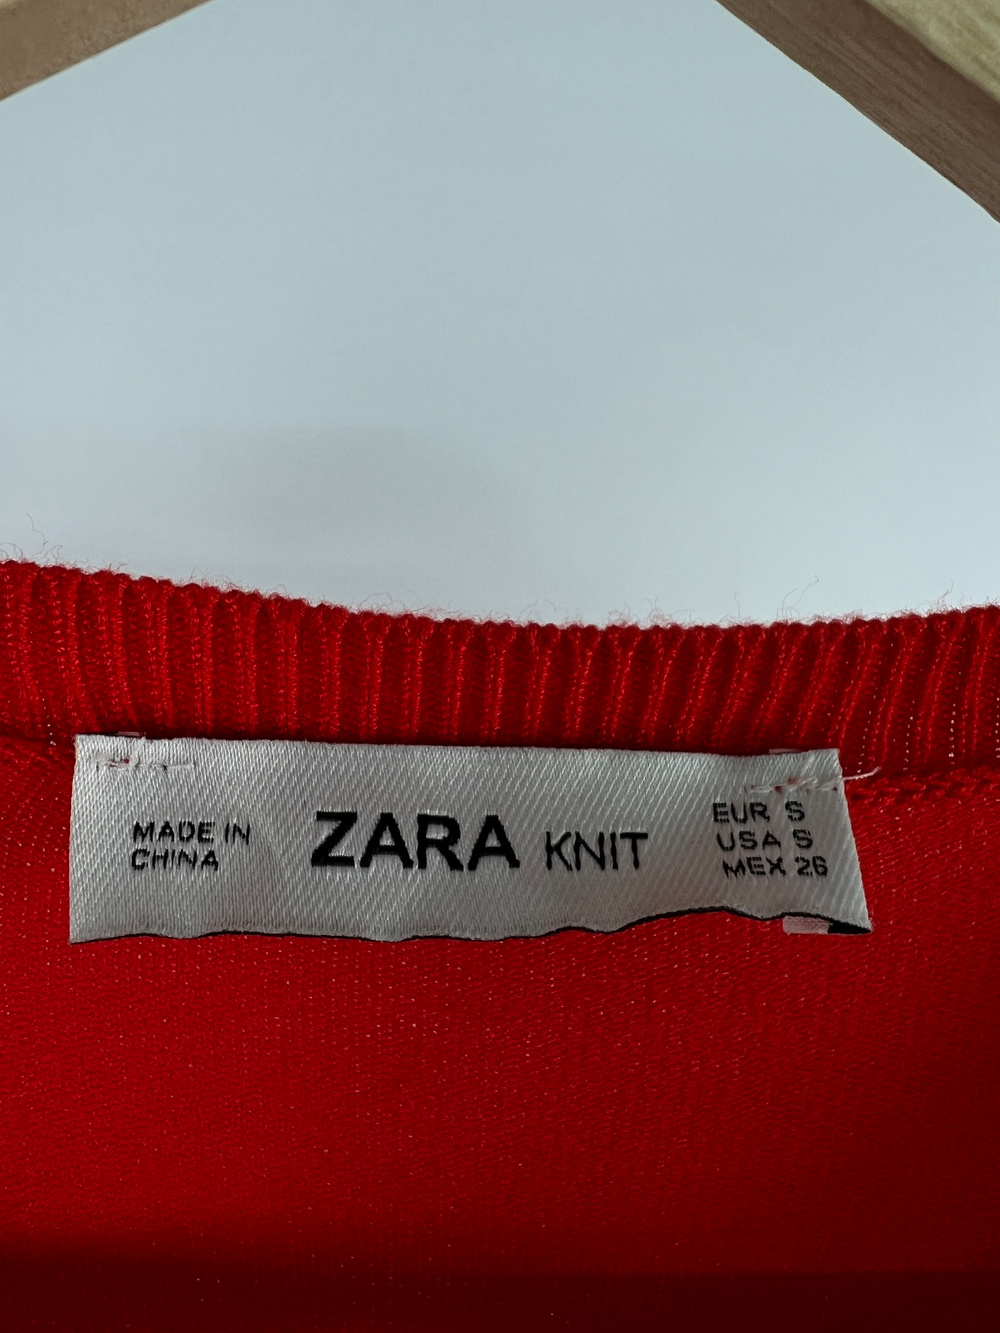 MADE IN
CHINA
ZARA KNIT
EUR S
USA S
MEX 26